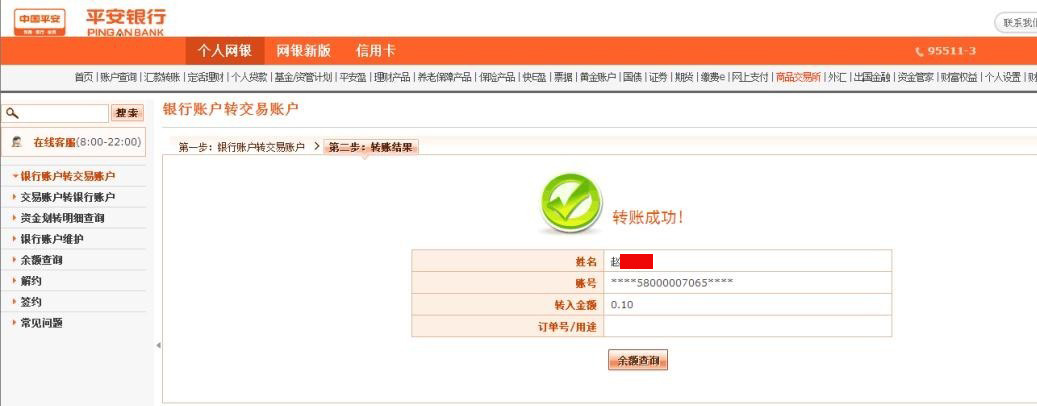 中国平安
保险·银行·投资
平安银行
PING AN BANK
联系我们
个人网银 网银新版 信用卡
95511-3
首页|账户查询|汇款转账|定活理财|个人贷款|基金/资管计划|平安盈|理财产品|养老保障产品|保险产品|快E盈|票据|黄金账户|国债|证券|期货|缴费e|网上支付|商品交易所|外汇|出国金融|资金管家|财富权益|个人设置|
搜索
银行账户转交易账户
在线客服(8:00-22:00)
第一步：银行账户转交易账户 > 第二步：转账结果
银行账户转交易账户
交易账户转银行账户
资金划转明细查询
银行账户维护
余额查询
解约
签约
常见问题
转账成功！
姓名 赵
账号 ****58000007065****
转入金额 0.10
订单号/用途
余额查询